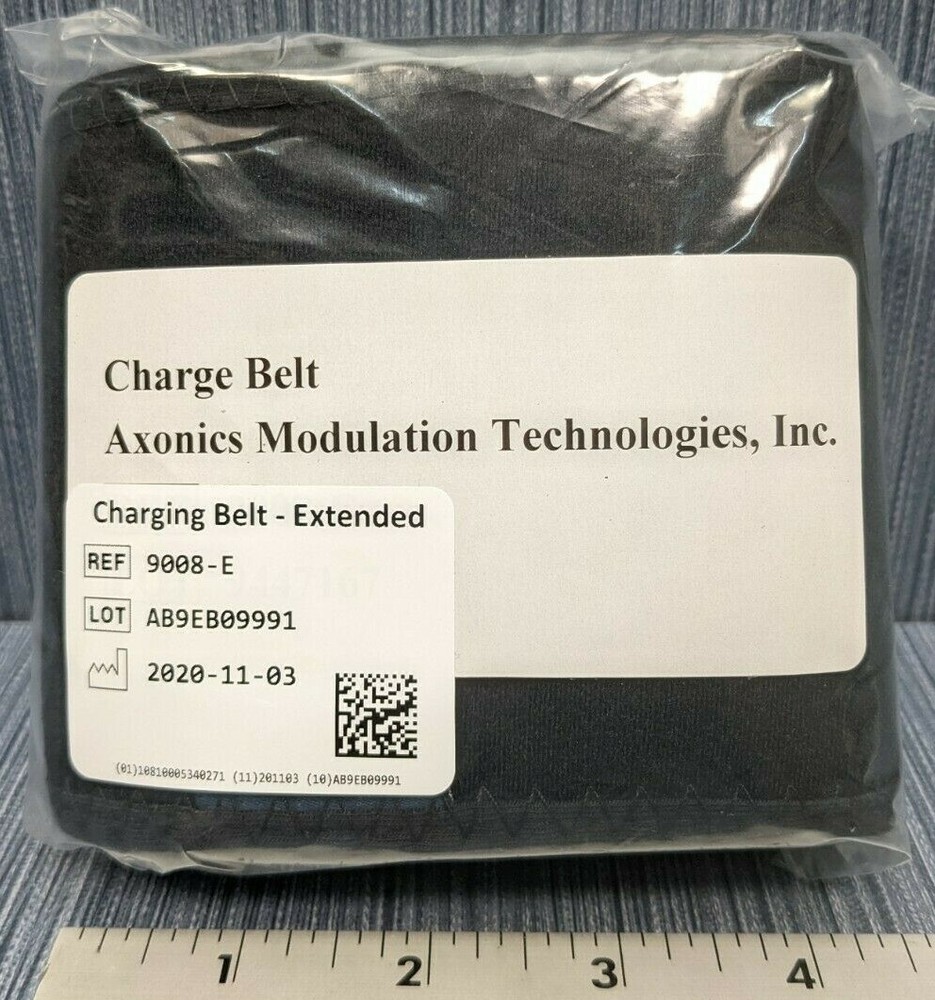 Charge Belt
Axonics Modulation Technologies, Inc.
Charging Belt - Extended
REF 9008-E
LOT AB9EB09991
2020-11-03
(01)10810005340271 (11)201103 (10)AB9EB09991
1 2 3 4